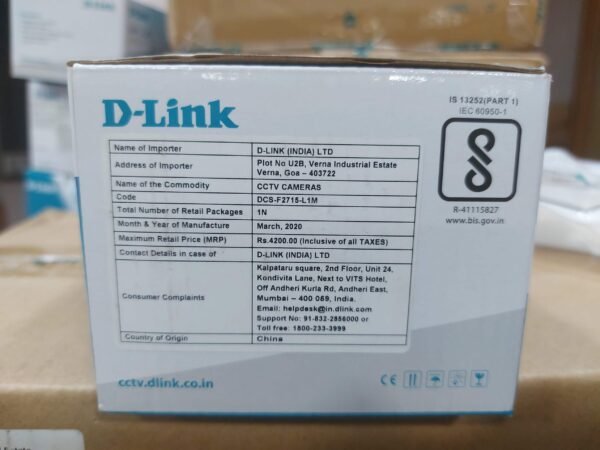 D-Link
IS 13252(PART 1)
IEC 60950-1
R-41115827
www.bis.gov.in
Name of Importer D-LINK (INDIA) LTD
Address of Importer Plot No U2B, Verna Industrial Estate
Verna, Goa – 403722
Name of the Commodity CCTV CAMERAS
Code DCS-F2715-L1M
Total Number of Retail Packages 1N
Month & Year of Manufacture March, 2020
Maximum Retail Price (MRP) Rs.4200.00 (Inclusive of all TAXES)
Contact Details in case of D-LINK (INDIA) LTD
Consumer Complaints Kalpataru square, 2nd Floor, Unit 24,
Kondivita Lane, Next to VITS Hotel,
Off Andheri Kurla Rd, Andheri East,
Mumbai – 400 059, India.
Email: helpdesk@in.dlink.com
Support No: 91-832-2856000 or
Toll free: 1800-233-3999
Country of Origin China
cctv.dlink.co.in
CE